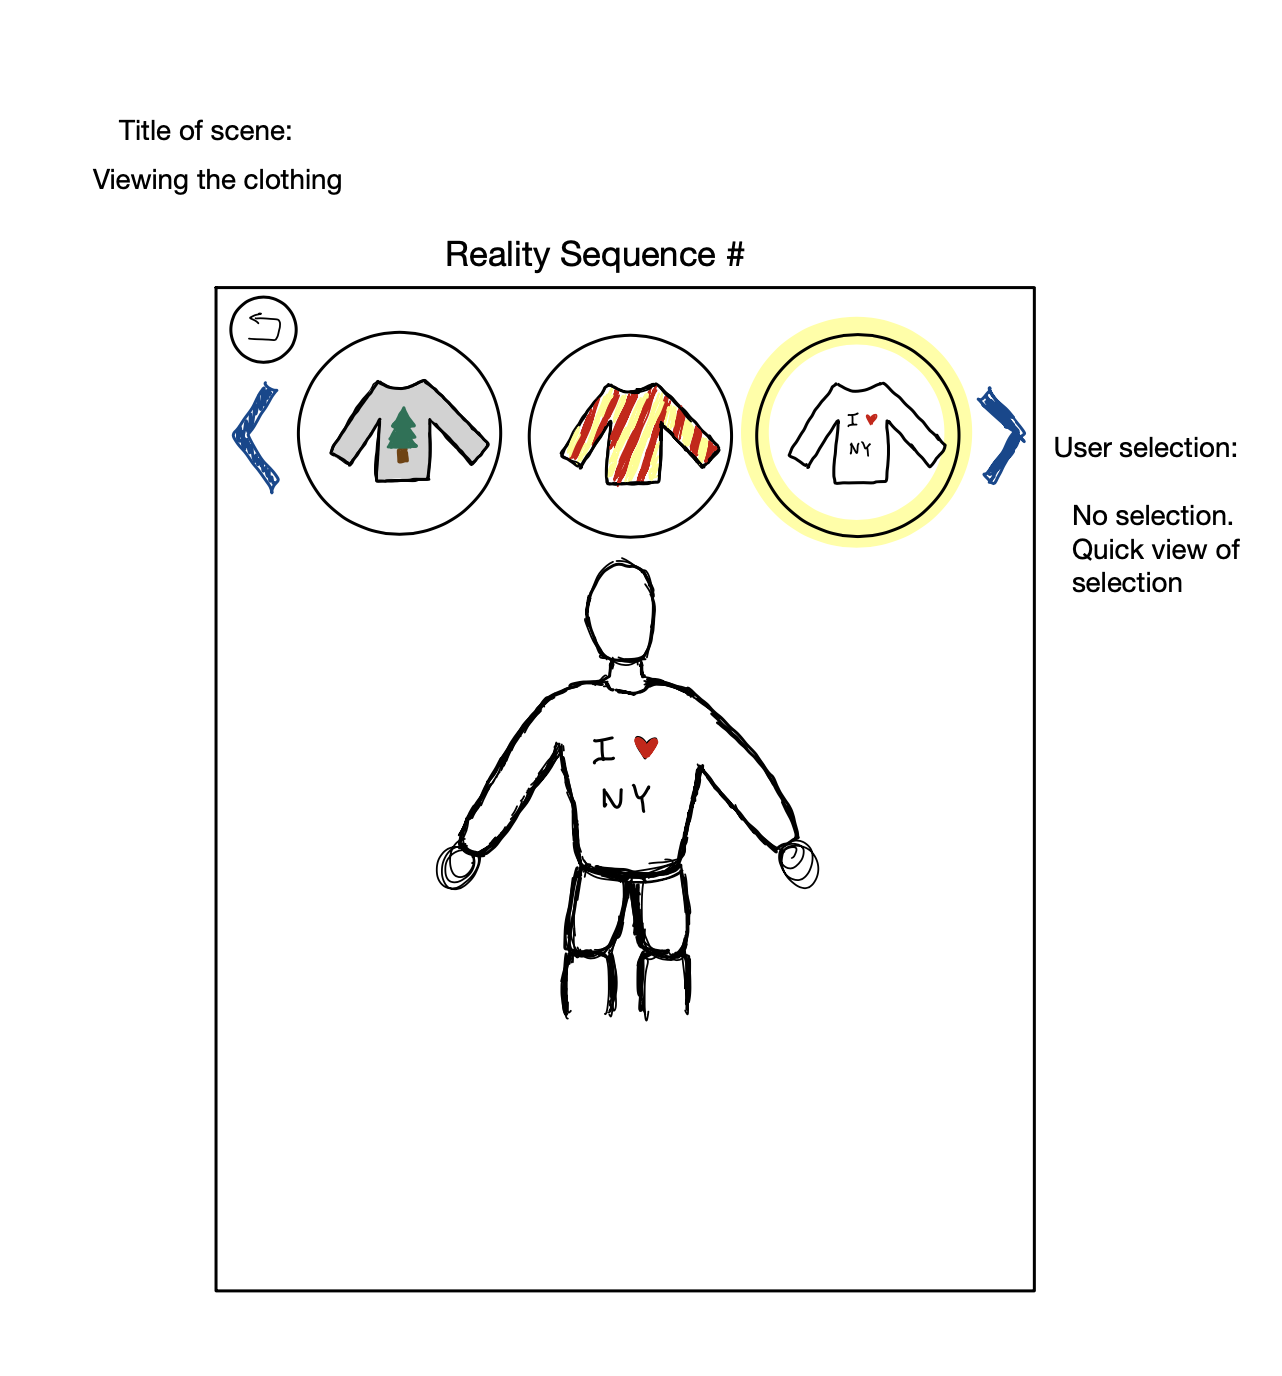 Title of scene:
Viewing the clothing
Reality Sequence #
I ♥
NY
User selection:
No selection.
Quick view of
selection
I ♥
NY